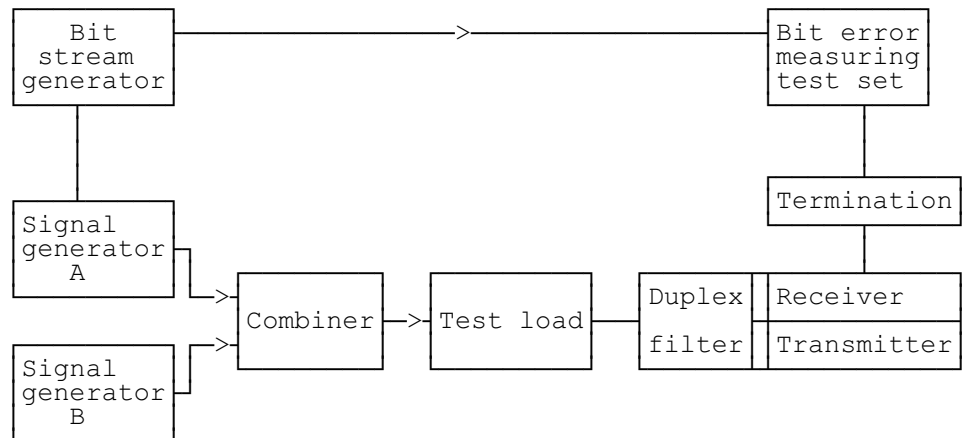 Bit
stream
generator
Bit error
measuring
test set
Termination
Signal
generator
A
Combiner
Test load
Duplex
filter
Receiver
Transmitter
Signal
generator
B